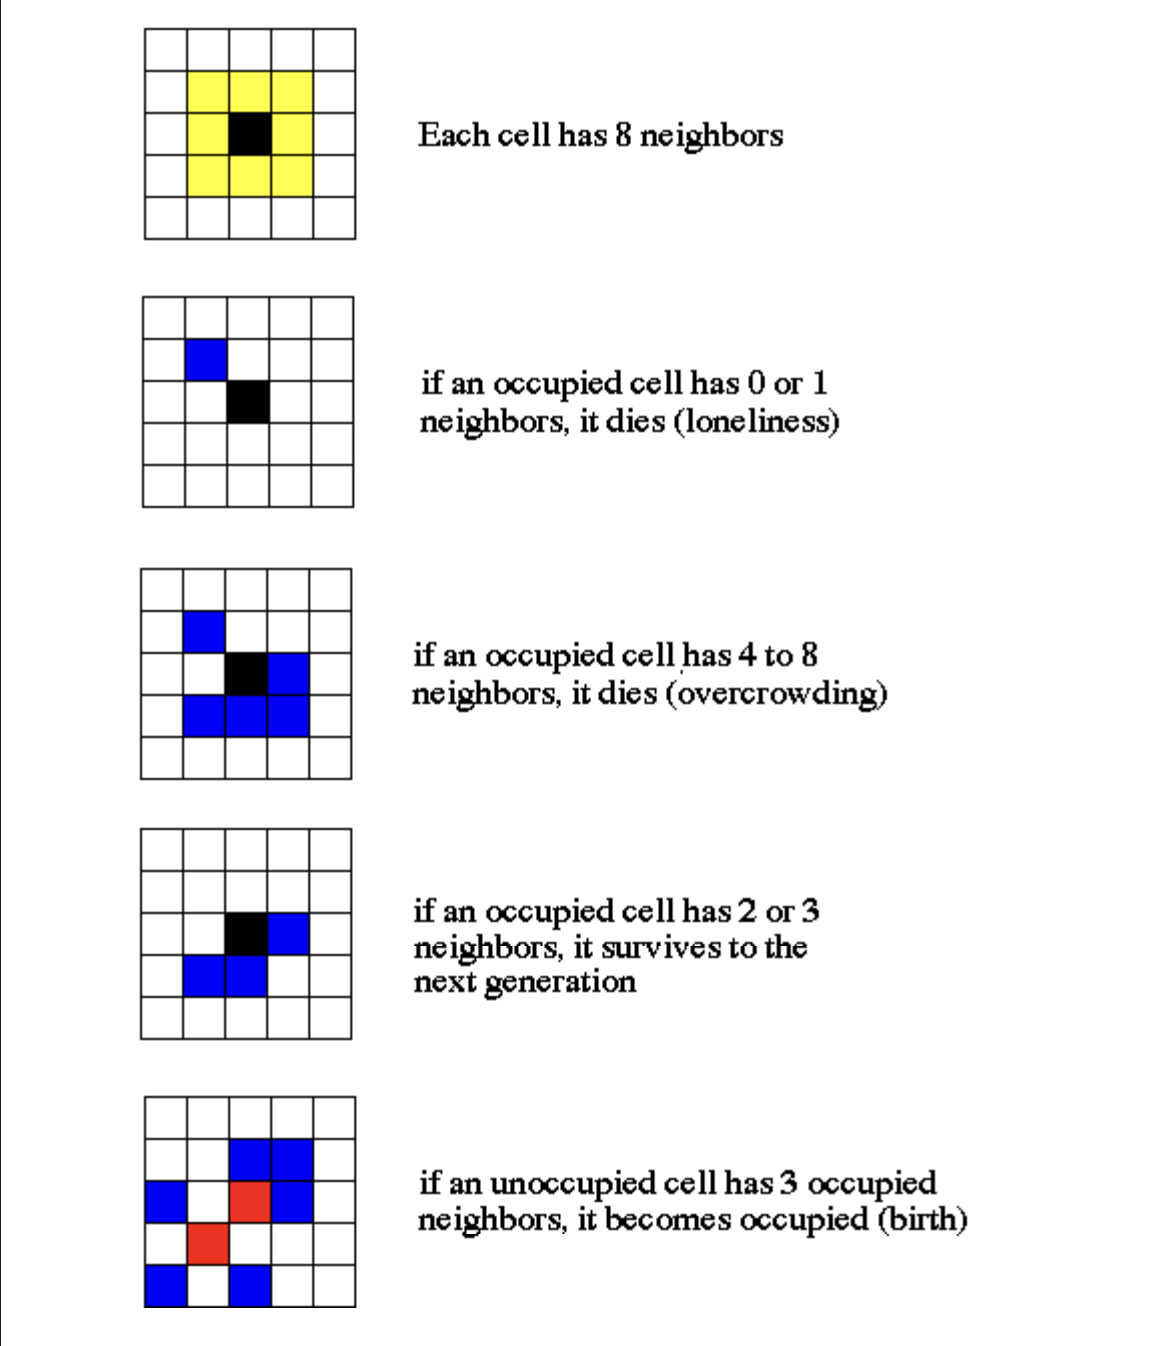 Each cell has 8 neighbors
if an occupied cell has 0 or 1
neighbors, it dies (loneliness)
if an occupied cell has 4 to 8
neighbors, it dies (overcrowding)
if an occupied cell has 2 or 3
neighbors, it survives to the
next generation
if an unoccupied cell has 3 occupied
neighbors, it becomes occupied (birth)